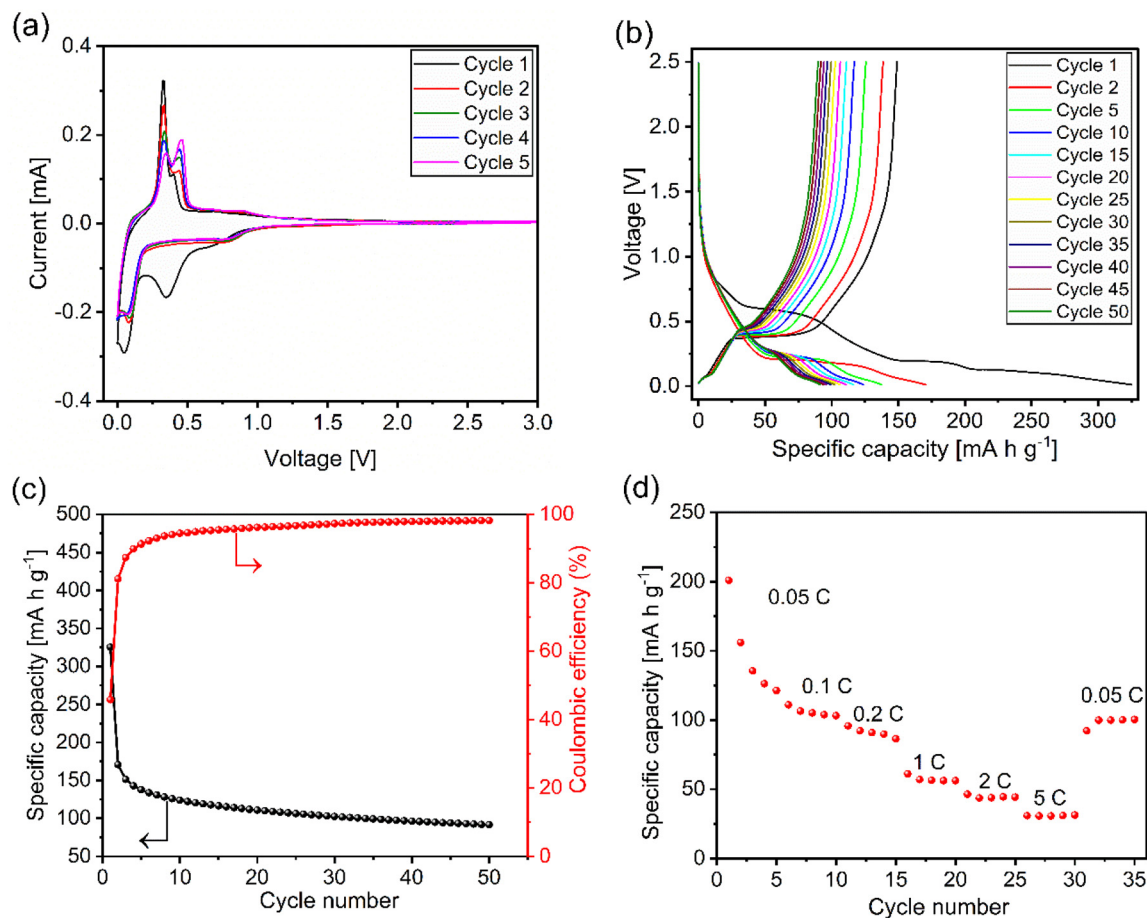 (a)
0.4
0.2
0.0
-0.2
-0.4
Current [mA]
0.0 0.5 1.0 1.5 2.0 2.5 3.0
Voltage [V]
Cycle 1
Cycle 2
Cycle 3
Cycle 4
Cycle 5
(b)
2.5
2.0
1.5
1.0
0.5
0.0
Voltage [V]
0 50 100 150 200 250 300
Specific capacity [mA h g⁻¹]
Cycle 1
Cycle 2
Cycle 5
Cycle 10
Cycle 15
Cycle 20
Cycle 25
Cycle 30
Cycle 35
Cycle 40
Cycle 45
Cycle 50
(c)
500
450
400
350
300
250
200
150
100
50
Specific capacity [mA h g⁻¹]
100
80
60
40
20
0
Coulombic efficiency (%)
0 10 20 30 40 50
Cycle number
(d)
250
200
150
100
50
0
Specific capacity [mA h g⁻¹]
0.05 C
0.1 C
0.2 C
1 C
2 C
5 C
0.05 C
0 5 10 15 20 25 30 35
Cycle number